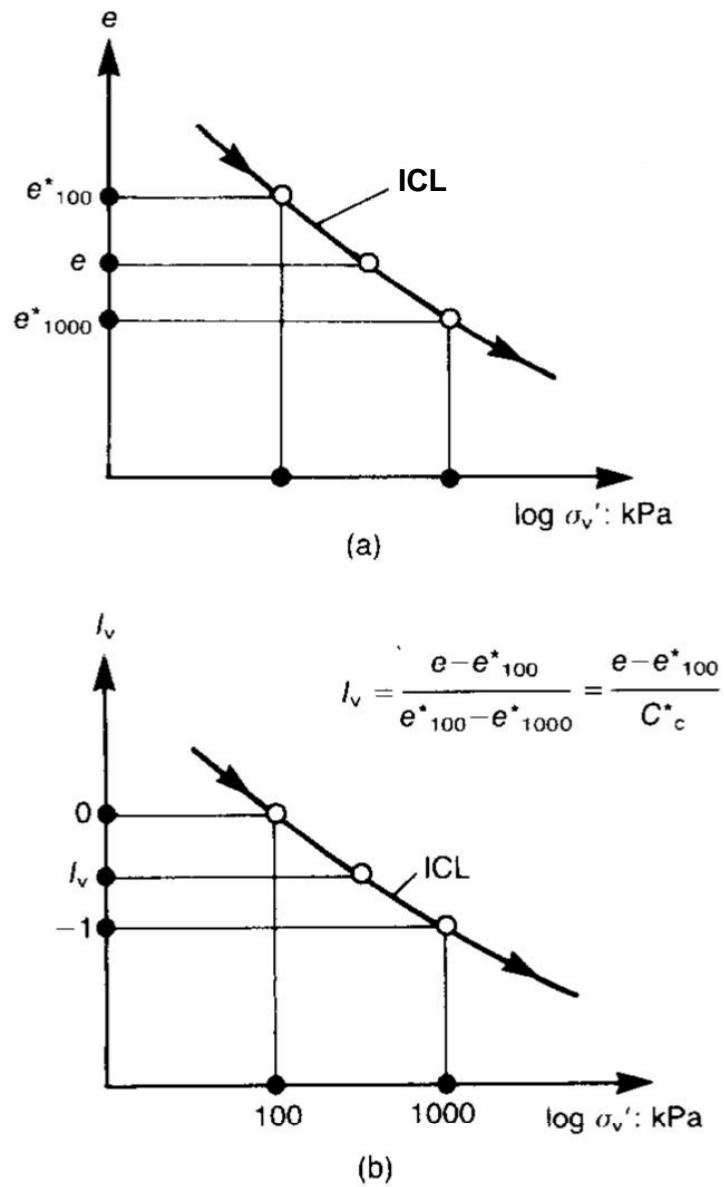 e
ICL
e*100
e
e*1000
log σv′: kPa
(a)
Iv
Iv = e−e*100 / e*100−e*1000 = e−e*100 / C*c
0
Iv
ICL
−1
100 1000 log σv′: kPa
(b)